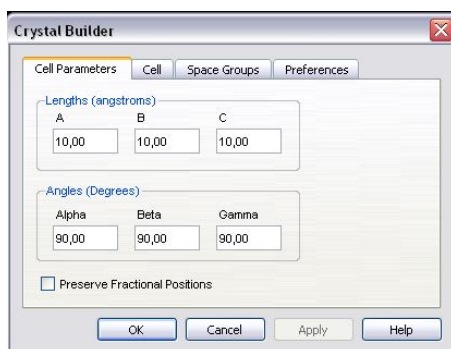 Crystal Builder
Cell Parameters Cell Space Groups Preferences
Lengths (angstroms)
A B C
10,00 10,00 10,00
Angles (Degrees)
Alpha Beta Gamma
90,00 90,00 90,00
Preserve Fractional Positions
OK Cancel Apply Help